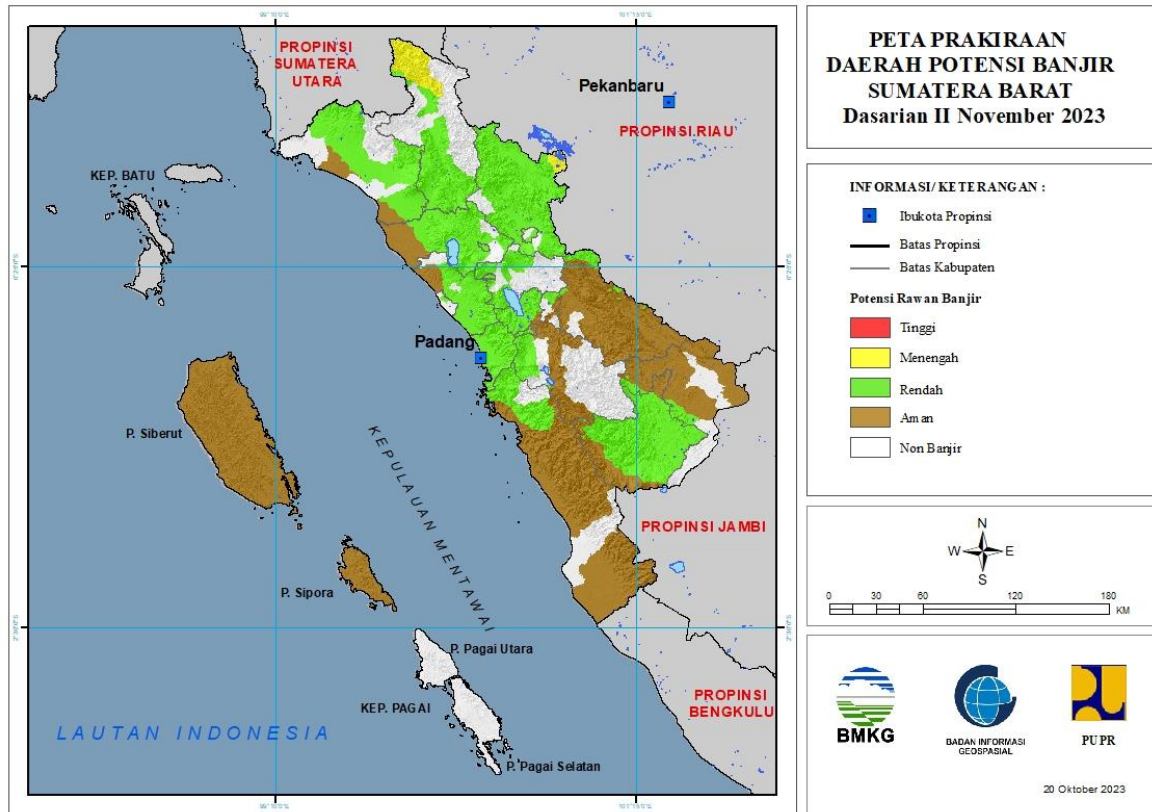 PETA PRAKIRAAN
DAERAH POTENSI BANJIR
SUMATERA BARAT
Dasarian II November 2023
INFORMASI/ KETERANGAN :
Ibukota Propinsi
Batas Propinsi
Batas Kabupaten
Potensi Rawan Banjir
Tinggi
Menengah
Rendah
Aman
Non Banjir
N
W
E
S
0
30
60
120
180
KM
BMKG
BADAN INFORMASI
GEOSPASIAL
PUPR
20 Oktober 2023
PROPINSI
SUMATERA
UTARA
Pekanbaru
PROPINSI RIAU
KEP. BATU
Padang
P. Siberut
KEPULAUAN MENTAWAI
PROPINSI JAMBI
P. Sipora
P. Pagai Utara
KEP. PAGAI
PROPINSI
BENGKULU
LAUTAN INDONESIA
P. Pagai Selatan